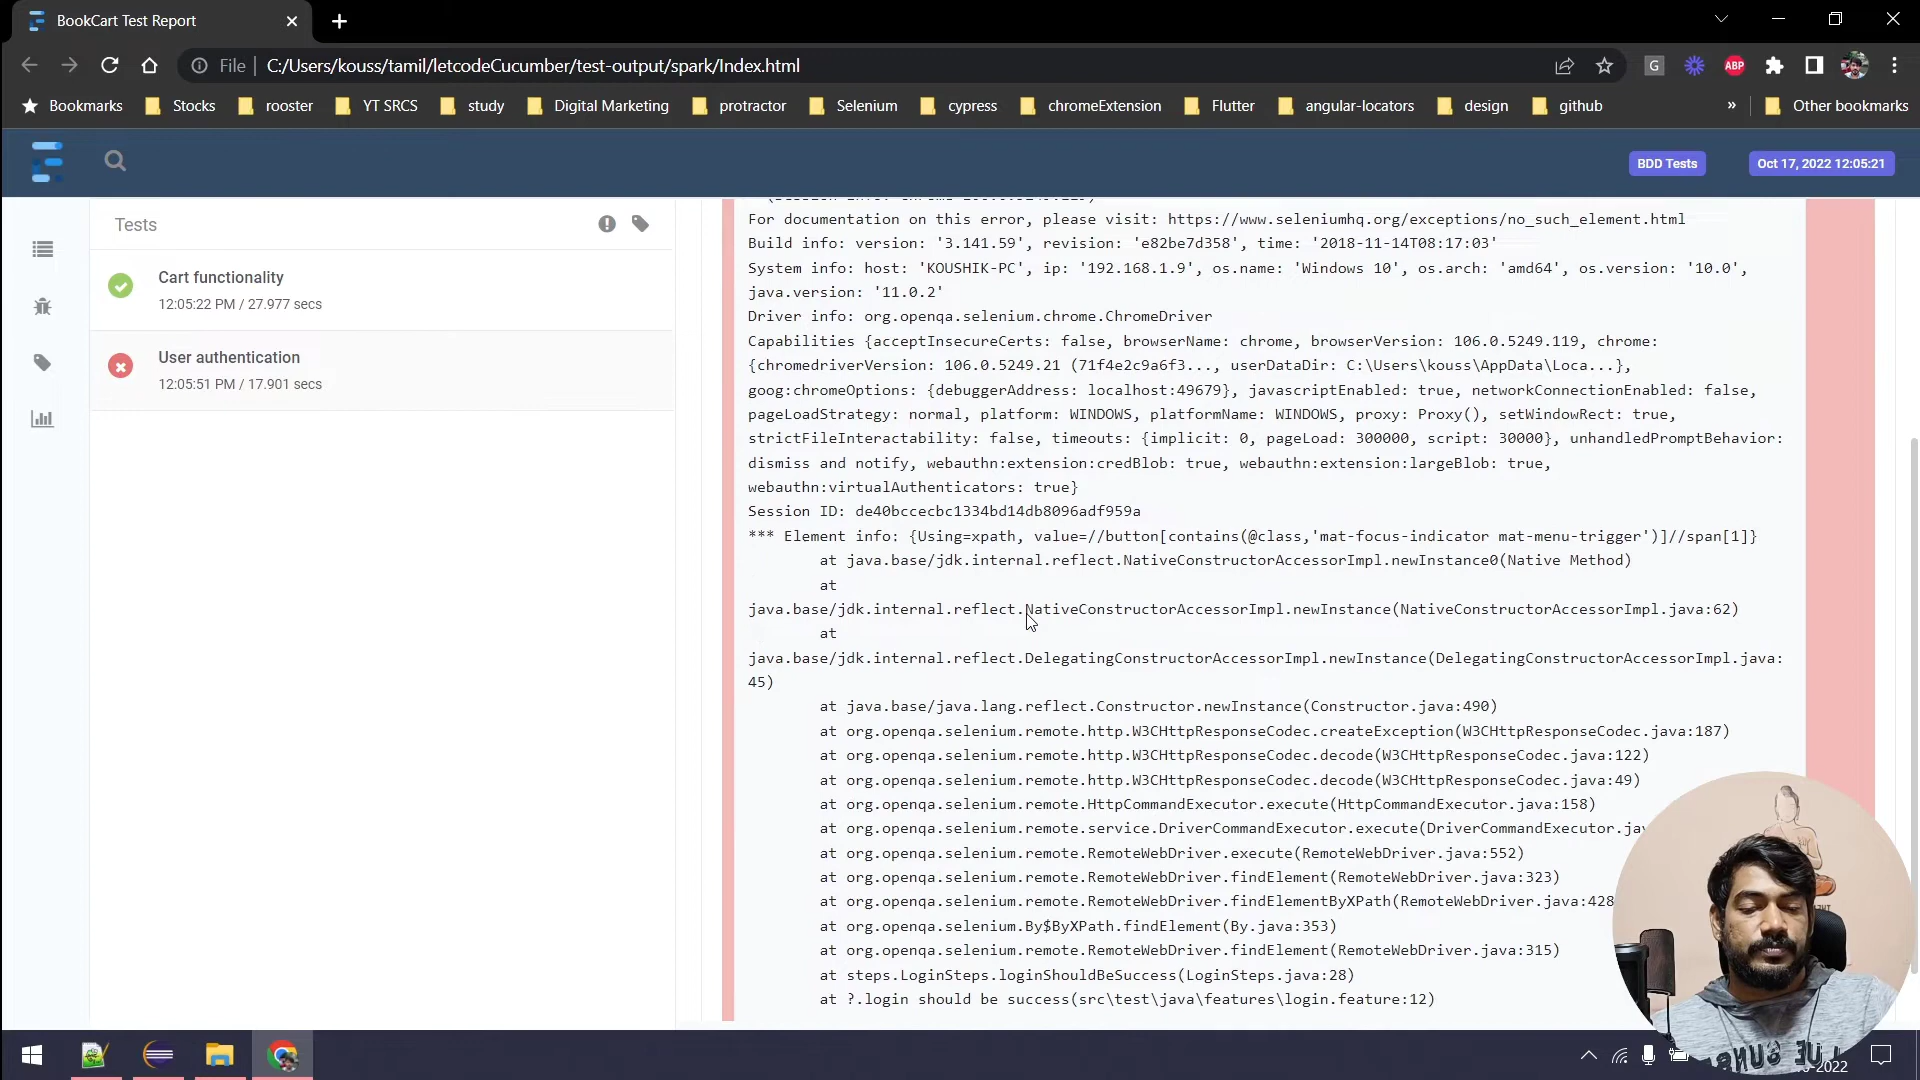 BookCart Test Report
File
C:/Users/kouss/tamil/letcodeCucumber/test-output/spark/Index.html
G
ABP
Bookmarks
Stocks
rooster
YT SRCS
study
Digital Marketing
protractor
Selenium
cypress
chromeExtension
Flutter
angular-locators
design
github
»
Other bookmarks
BDD Tests
Oct 17, 2022 12:05:21
Tests
Cart functionality
12:05:22 PM / 27.977 secs
User authentication
12:05:51 PM / 17.901 secs
For documentation on this error, please visit: https://www.seleniumhq.org/exceptions/no_such_element.html
Build info: version: '3.141.59', revision: 'e82be7d358', time: '2018-11-14T08:17:03'
System info: host: 'KOUSHIK-PC', ip: '192.168.1.9', os.name: 'Windows 10', os.arch: 'amd64', os.version: '10.0',
java.version: '11.0.2'
Driver info: org.openqa.selenium.chrome.ChromeDriver
Capabilities {acceptInsecureCerts: false, browserName: chrome, browserVersion: 106.0.5249.119, chrome:
{chromedriverVersion: 106.0.5249.21 (71f4e2c9a6f3..., userDataDir: C:\Users\kouss\AppData\Loca...},
goog:chromeOptions: {debuggerAddress: localhost:49679}, javascriptEnabled: true, networkConnectionEnabled: false,
pageLoadStrategy: normal, platform: WINDOWS, platformName: WINDOWS, proxy: Proxy(), setWindowRect: true,
strictFileInteractability: false, timeouts: {implicit: 0, pageLoad: 300000, script: 30000}, unhandledPromptBehavior:
dismiss and notify, webauthn:extension:credBlob: true, webauthn:extension:largeBlob: true,
webauthn:virtualAuthenticators: true}
Session ID: de40bccecbc1334bd14db8096adf959a
*** Element info: {Using=xpath, value=//button[contains(@class,'mat-focus-indicator mat-menu-trigger')]//span[1]}
at java.base/jdk.internal.reflect.NativeConstructorAccessorImpl.newInstance0(Native Method)
at
java.base/jdk.internal.reflect.NativeConstructorAccessorImpl.newInstance(NativeConstructorAccessorImpl.java:62)
at
java.base/jdk.internal.reflect.DelegatingConstructorAccessorImpl.newInstance(DelegatingConstructorAccessorImpl.java:
45)
at java.base/java.lang.reflect.Constructor.newInstance(Constructor.java:490)
at org.openqa.selenium.remote.http.W3CHttpResponseCodec.createException(W3CHttpResponseCodec.java:187)
at org.openqa.selenium.remote.http.W3CHttpResponseCodec.decode(W3CHttpResponseCodec.java:122)
at org.openqa.selenium.remote.http.W3CHttpResponseCodec.decode(W3CHttpResponseCodec.java:49)
at org.openqa.selenium.remote.HttpCommandExecutor.execute(HttpCommandExecutor.java:158)
at org.openqa.selenium.remote.service.DriverCommandExecutor.execute(DriverCommandExecutor.jav
at org.openqa.selenium.remote.RemoteWebDriver.execute(RemoteWebDriver.java:552)
at org.openqa.selenium.remote.RemoteWebDriver.findElement(RemoteWebDriver.java:323)
at org.openqa.selenium.remote.RemoteWebDriver.findElementByXPath(RemoteWebDriver.java:428
at org.openqa.selenium.By$ByXPath.findElement(By.java:353)
at org.openqa.selenium.remote.RemoteWebDriver.findElement(RemoteWebDriver.java:315)
at steps.LoginSteps.loginShouldBeSuccess(LoginSteps.java:28)
at ?.login should be success(src\test\java\features\login.feature:12)